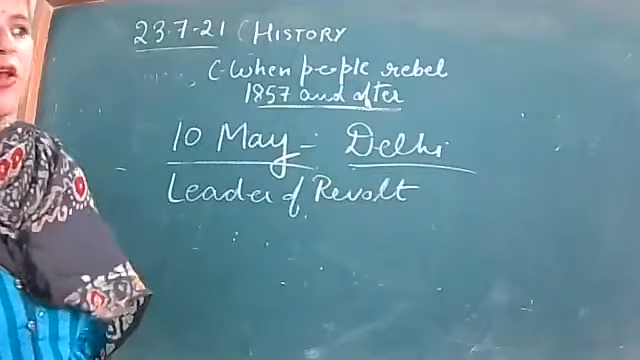 23.7.21 (HISTORY
C-When people rebel
1857 and after
10 May - Delhi
Leader of Revolt